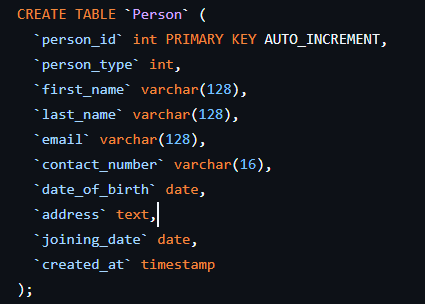 CREATE TABLE `Person` (
  `person_id` int PRIMARY KEY AUTO_INCREMENT,
  `person_type` int,
  `first_name` varchar(128),
  `last_name` varchar(128),
  `email` varchar(128),
  `contact_number` varchar(16),
  `date_of_birth` date,
  `address` text,
  `joining_date` date,
  `created_at` timestamp
);